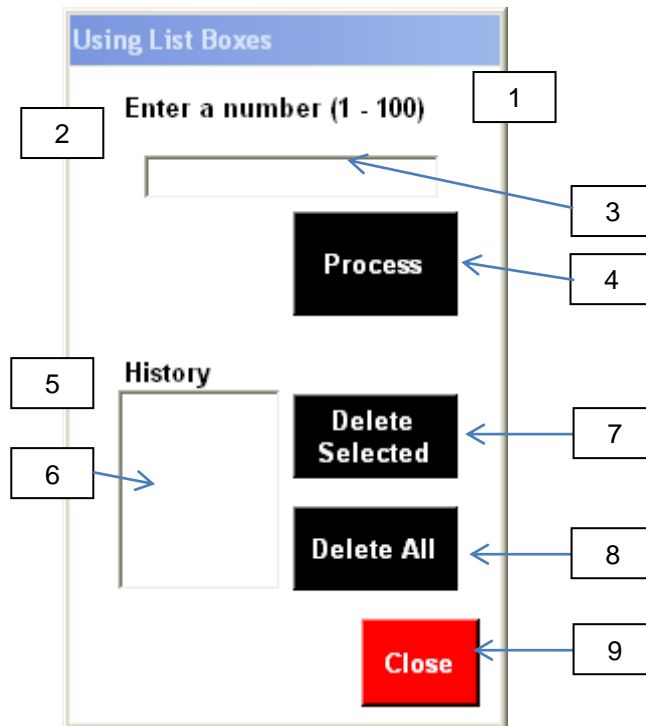 Using List Boxes
1
Enter a number (1 - 100)
2
3
Process
4
History
5
Delete
Selected
7
6
Delete All
8
Close
9